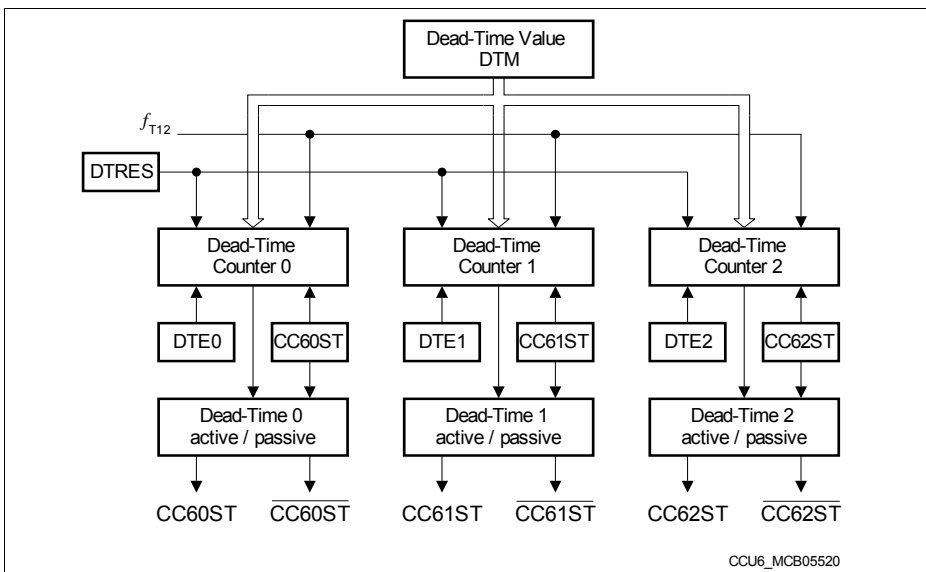 Dead-Time Value
DTM
fT12
DTRES
Dead-Time
Counter 0
Dead-Time
Counter 1
Dead-Time
Counter 2
DTE0
CC60ST
DTE1
CC61ST
DTE2
CC62ST
Dead-Time 0
active / passive
Dead-Time 1
active / passive
Dead-Time 2
active / passive
CC60ST
CC60ST
CC61ST
CC61ST
CC62ST
CC62ST
CCU6_MCB05520